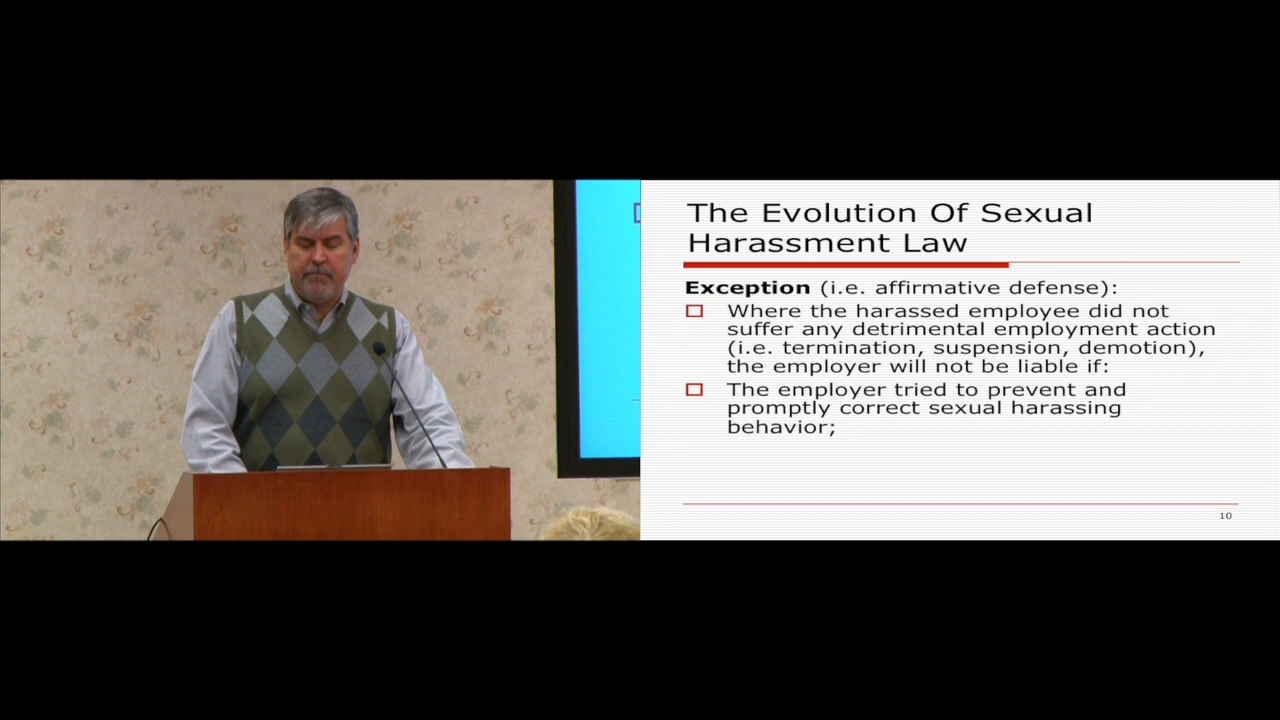 The Evolution Of Sexual
Harassment Law
Exception (i.e. affirmative defense):
Where the harassed employee did not
suffer any detrimental employment action
(i.e. termination, suspension, demotion),
the employer will not be liable if:
The employer tried to prevent and
promptly correct sexual harassing
behavior;
10